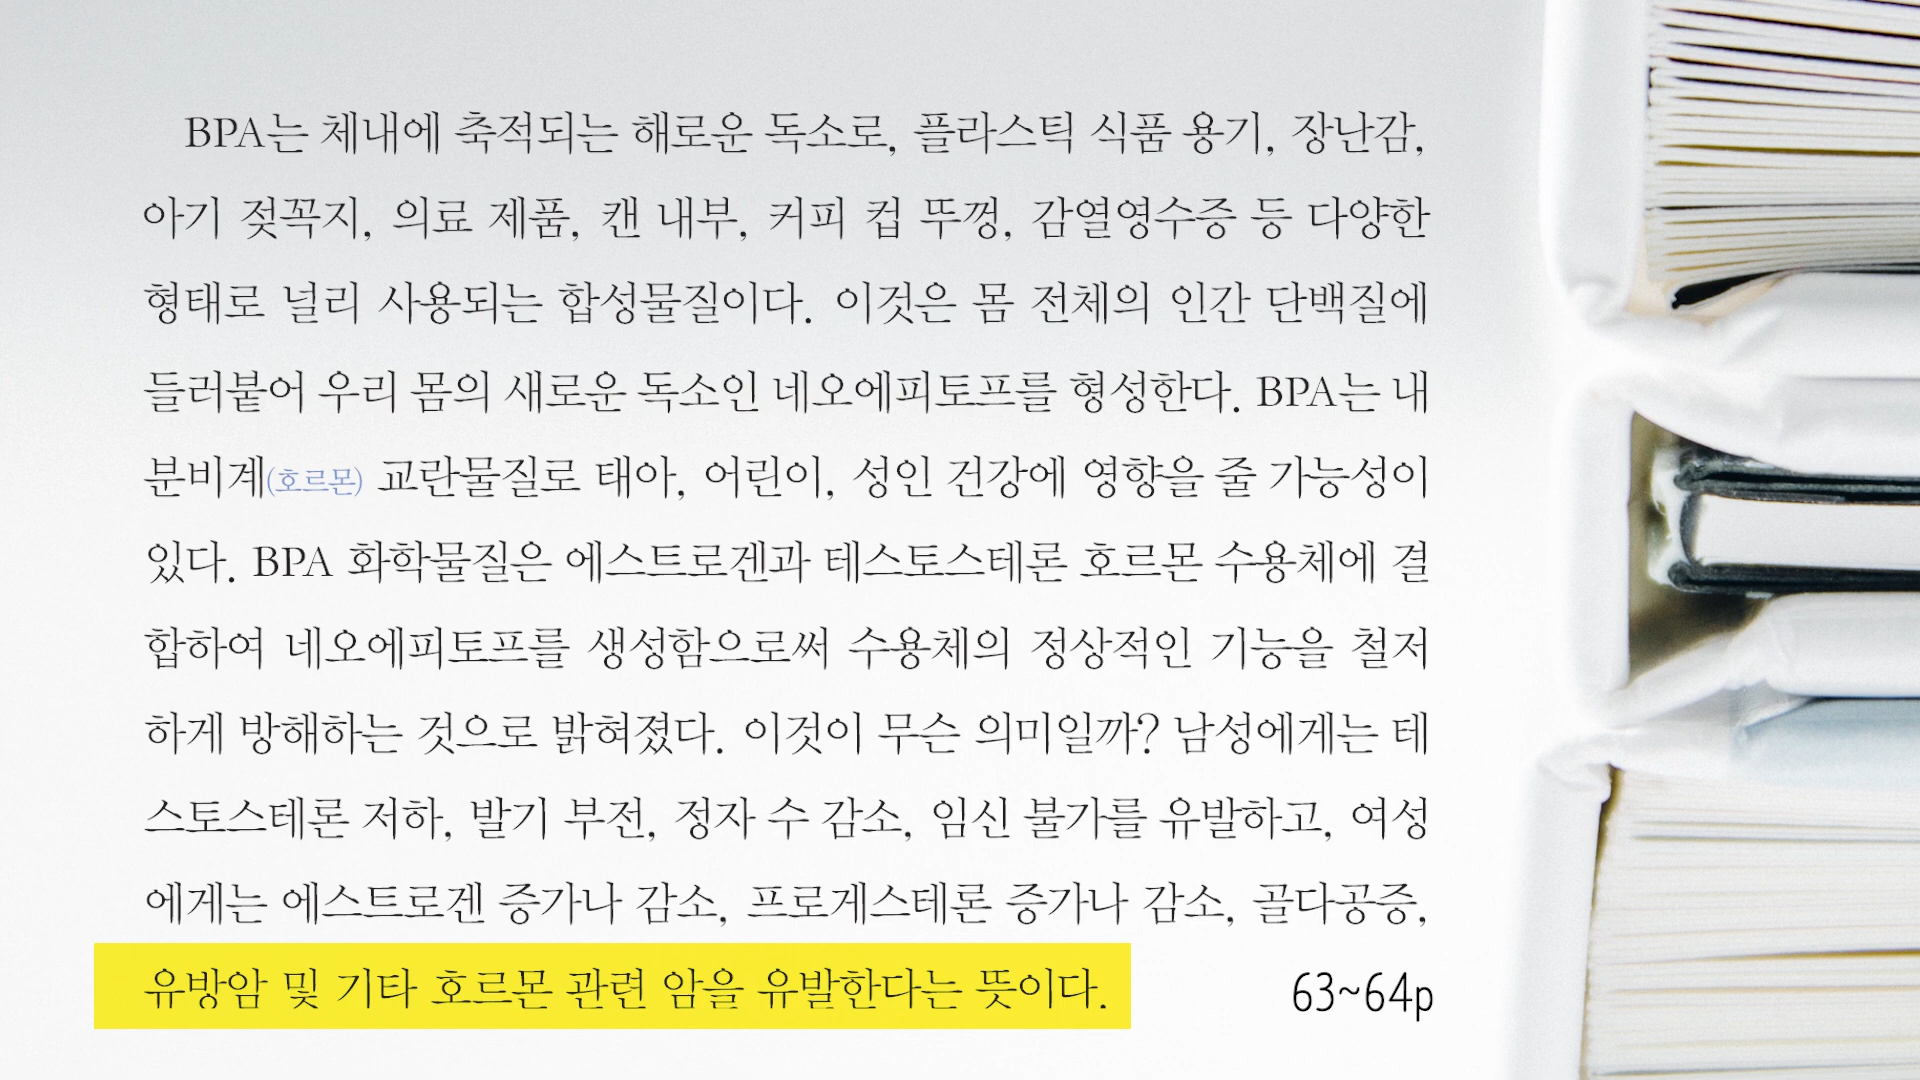 BPA는 체내에 축적되는 해로운 독소로, 플라스틱 식품 용기, 장난감,
아기 젖꼭지, 의료 제품, 캔 내부, 커피 컵 뚜껑, 감열영수증 등 다양한
형태로 널리 사용되는 합성물질이다. 이것은 몸 전체의 인간 단백질에
들러붙어 우리 몸의 새로운 독소인 네오에피토프를 형성한다. BPA는 내
분비계(호르몬) 교란물질로 태아, 어린이, 성인 건강에 영향을 줄 가능성이
있다. BPA 화학물질은 에스트로겐과 테스토스테론 호르몬 수용체에 결
합하여 네오에피토프를 생성함으로써 수용체의 정상적인 기능을 철저
하게 방해하는 것으로 밝혀졌다. 이것이 무슨 의미일까? 남성에게는 테
스토스테론 저하, 발기 부전, 정자 수 감소, 임신 불가를 유발하고, 여성
에게는 에스트로겐 증가나 감소, 프로게스테론 증가나 감소, 골다공증,
유방암 및 기타 호르몬 관련 암을 유발한다는 뜻이다.
63~64p